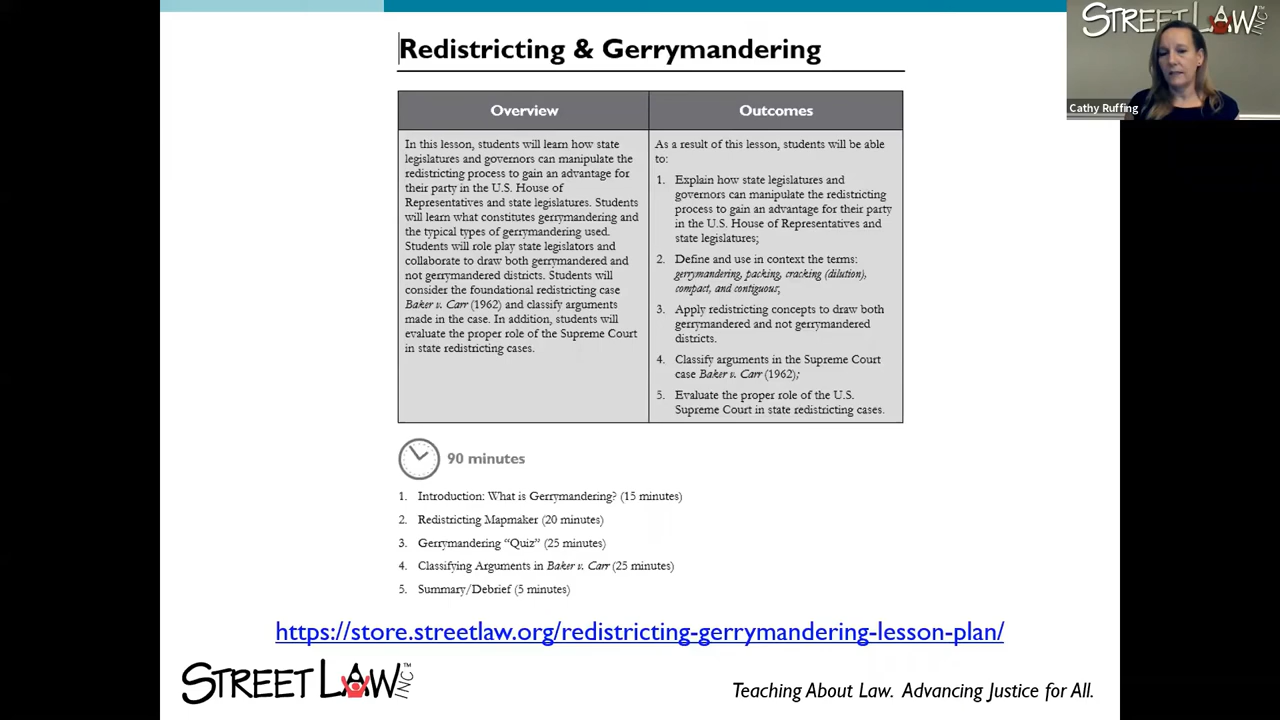 Redistricting & Gerrymandering
STREET LAW INC
Cathy Ruffing
Overview
In this lesson, students will learn how state
legislatures and governors can manipulate the
redistricting process to gain an advantage for
their party in the U.S. House of
Representatives and state legislatures. Students
will learn what constitutes gerrymandering and
the typical types of gerrymandering used.
Students will role play state legislators and
collaborate to draw both gerrymandered and
not gerrymandered districts. Students will
consider the foundational redistricting case
Baker v. Carr (1962) and classify arguments
made in the case. In addition, students will
evaluate the proper role of the Supreme Court
in state redistricting cases.
Outcomes
As a result of this lesson, students will be able
to:
1. Explain how state legislatures and
governors can manipulate the redistricting
process to gain an advantage for their party
in the U.S. House of Representatives and
state legislatures;
2. Define and use in context the terms:
gerrymandering, packing, cracking (dilution),
compact, and contiguous;
3. Apply redistricting concepts to draw both
gerrymandered and not gerrymandered
districts.
4. Classify arguments in the Supreme Court
case Baker v. Carr (1962);
5. Evaluate the proper role of the U.S.
Supreme Court in state redistricting cases.
90 minutes
1. Introduction: What is Gerrymandering? (15 minutes)
2. Redistricting Mapmaker (20 minutes)
3. Gerrymandering “Quiz” (25 minutes)
4. Classifying Arguments in Baker v. Carr (25 minutes)
5. Summary/Debrief (5 minutes)
https://store.streetlaw.org/redistricting-gerrymandering-lesson-plan/
STREET LAW INC™
Teaching About Law. Advancing Justice for All.